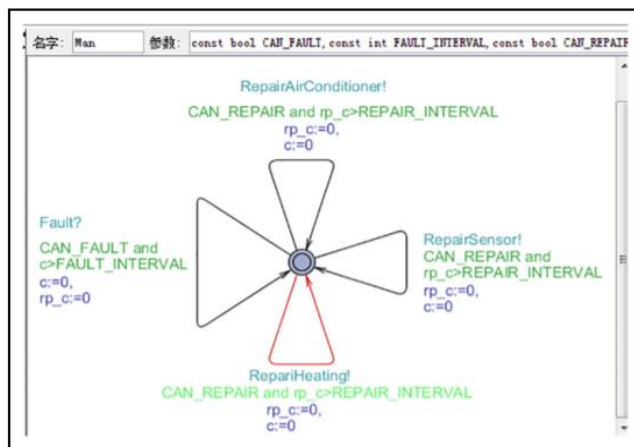 名字: Man 参数: const bool CAN_FAULT, const int FAULT_INTERVAL, const bool CAN_REPAIR
RepairAirConditioner!
CAN_REPAIR and rp_c>REPAIR_INTERVAL
rp_c:=0,
c:=0
Fault?
CAN_FAULT and
c>FAULT_INTERVAL
c:=0,
rp_c:=0
RepairSensor!
CAN_REPAIR and
rp_c>REPAIR_INTERVAL
rp_c:=0,
c:=0
RepariHeating!
CAN_REPAIR and rp_c>REPAIR_INTERVAL
rp_c:=0,
c:=0